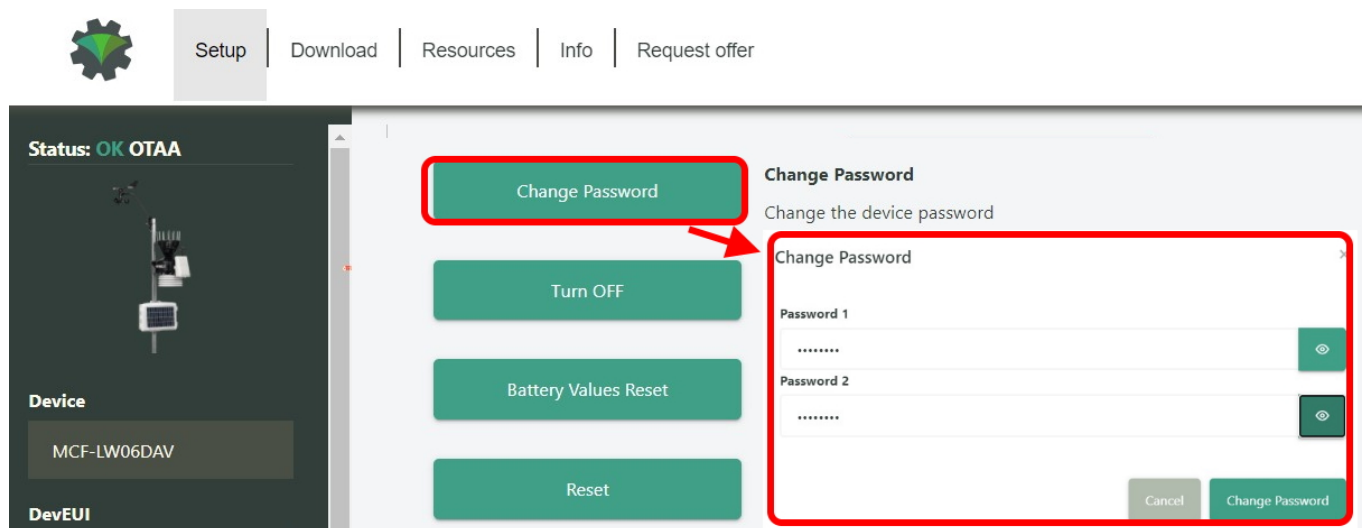 Setup
Download
Resources
Info
Request offer
Status: OK OTAA
Device
MCF-LW06DAV
DevEUI
Change Password
Turn OFF
Battery Values Reset
Reset
Change Password
Change the device password
Change Password
×
Password 1
••••••••
Password 2
••••••••
Cancel
Change Password